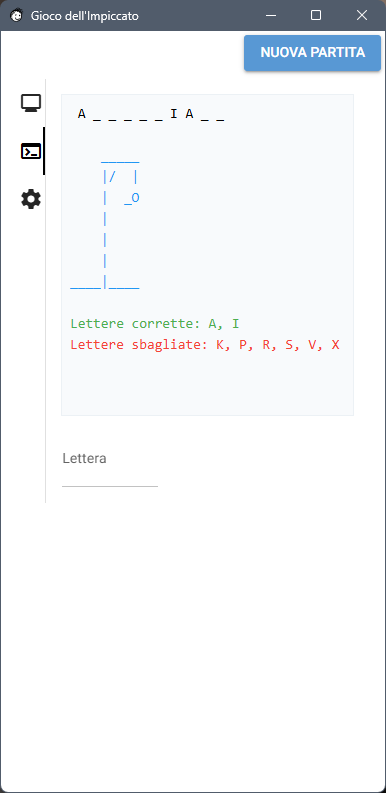 Gioco dell'Impiccato
NUOVA PARTITA
A _ _ _ _ _ I A _ _
Lettere corrette: A, I
Lettere sbagliate: K, P, R, S, V, X
Lettera